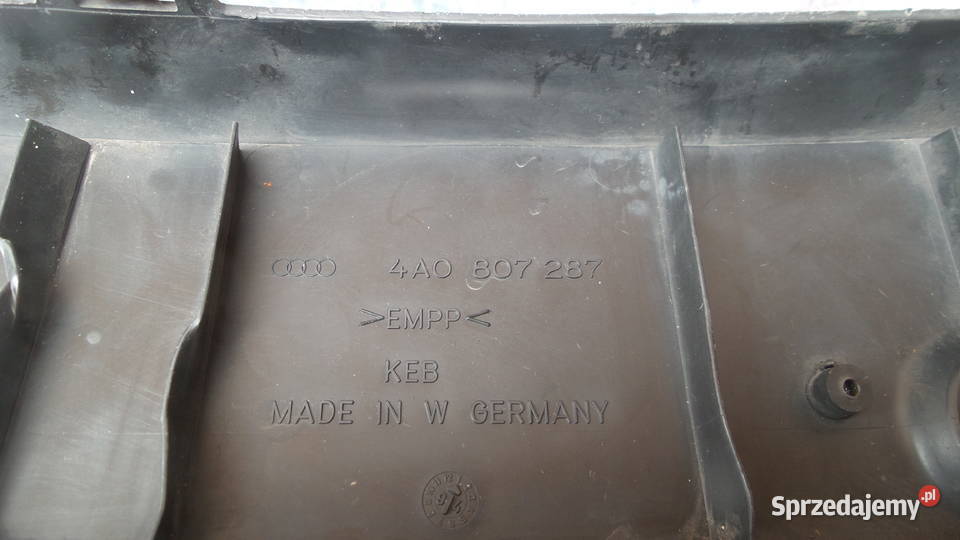 4A0 807 287
>EMPP<
KEB
MADE IN W GERMANY
Sprzedajemy.pl